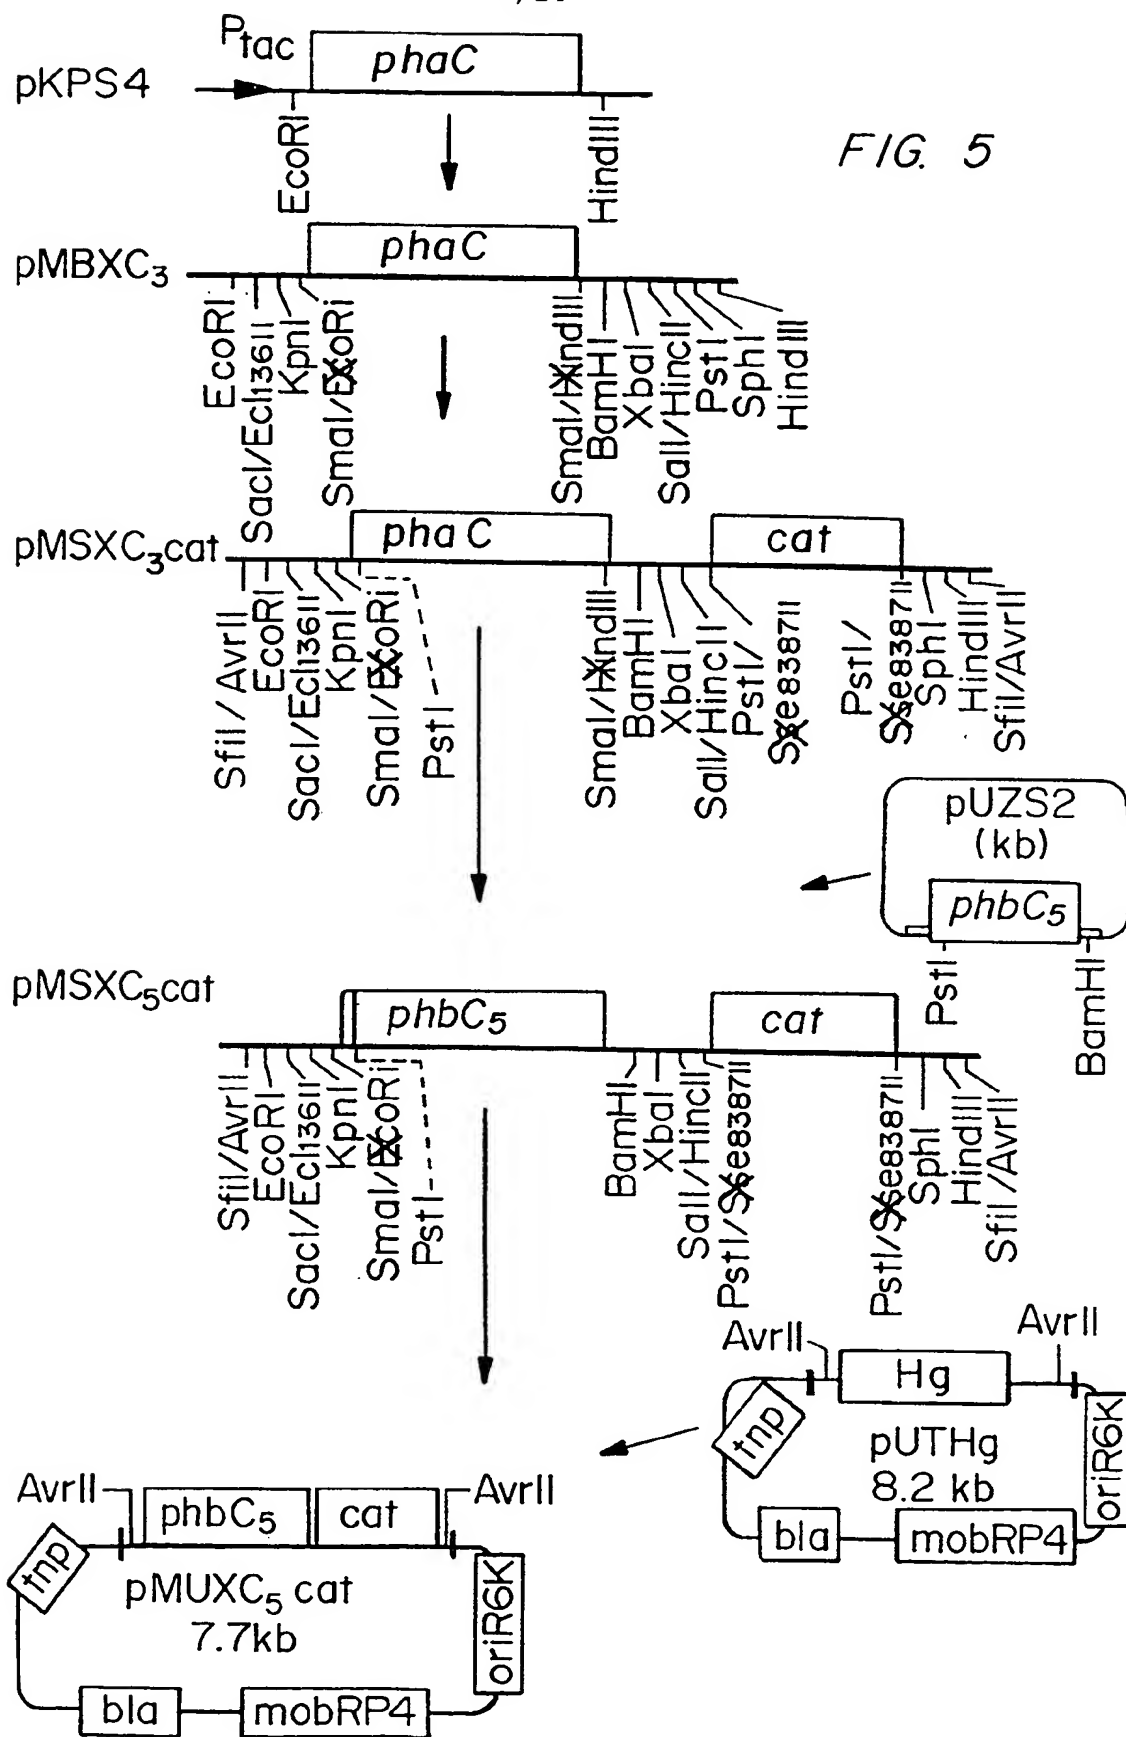 Ptac
phaC
pKPS4
EcoRI
HindIII
FIG. 5
phaC
pMBXC3
EcoRI
SacI/Ecl136II
KpnI
SmaI/EcoRi
SmaI/HindIII
BamHI
XbaI
SalI/HincII
PstI
SphI
HindIII
phaC
cat
pMSXC3cat
SfiI/AvrII
EcoRI
SacI/Ecl136II
KpnI
SmaI/EcoRi
PstI
SmaI/HindIII
BamHI
XbaI
SalI/HincII
PstI/
Sse8387II
PstI/
Sse8387II
SphI
HindIII
SfiI/AvrII
pUZS2
(kb)
phbC5
PstI
BamHI
pMSXC5cat
phbC5
cat
SfiI/AvrII
EcoRI
SacI/Ecl136II
KpnI
SmaI/EcoRi
PstI
BamHI
XbaI
SalI/HincII
PstI/Sse8387II
PstI/Sse8387II
SphI
HindIII
SfiI/AvrII
AvrII
AvrII
Hg
tnp
pUTHg
8.2 kb
oriR6K
bla
mobRP4
AvrII
AvrII
phbC5
cat
tnp
pMUXC5 cat
7.7kb
oriR6K
bla
mobRP4